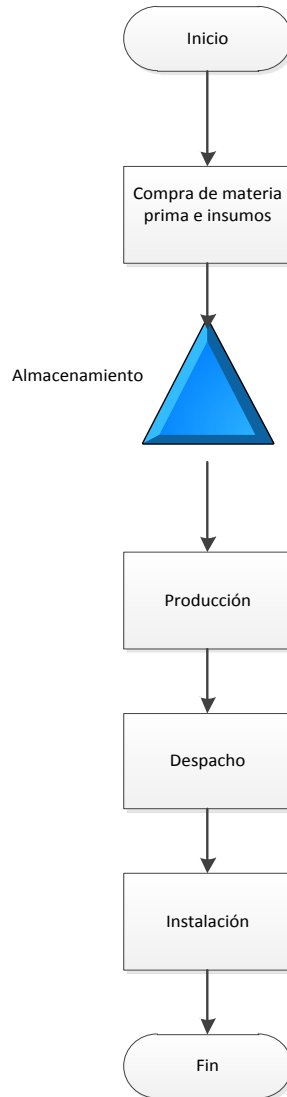 Inicio
Compra de materia
prima e insumos
Almacenamiento
Producción
Despacho
Instalación
Fin